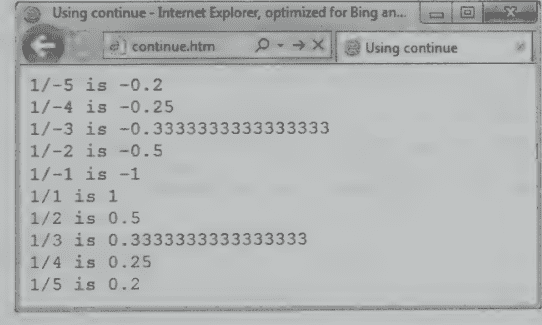 Using continue - Internet Explorer, optimized for Bing an...
continue.htm
Using continue
1/-5 is -0.2
1/-4 is -0.25
1/-3 is -0.3333333333333333
1/-2 is -0.5
1/-1 is -1
1/1 is 1
1/2 is 0.5
1/3 is 0.3333333333333333
1/4 is 0.25
1/5 is 0.2